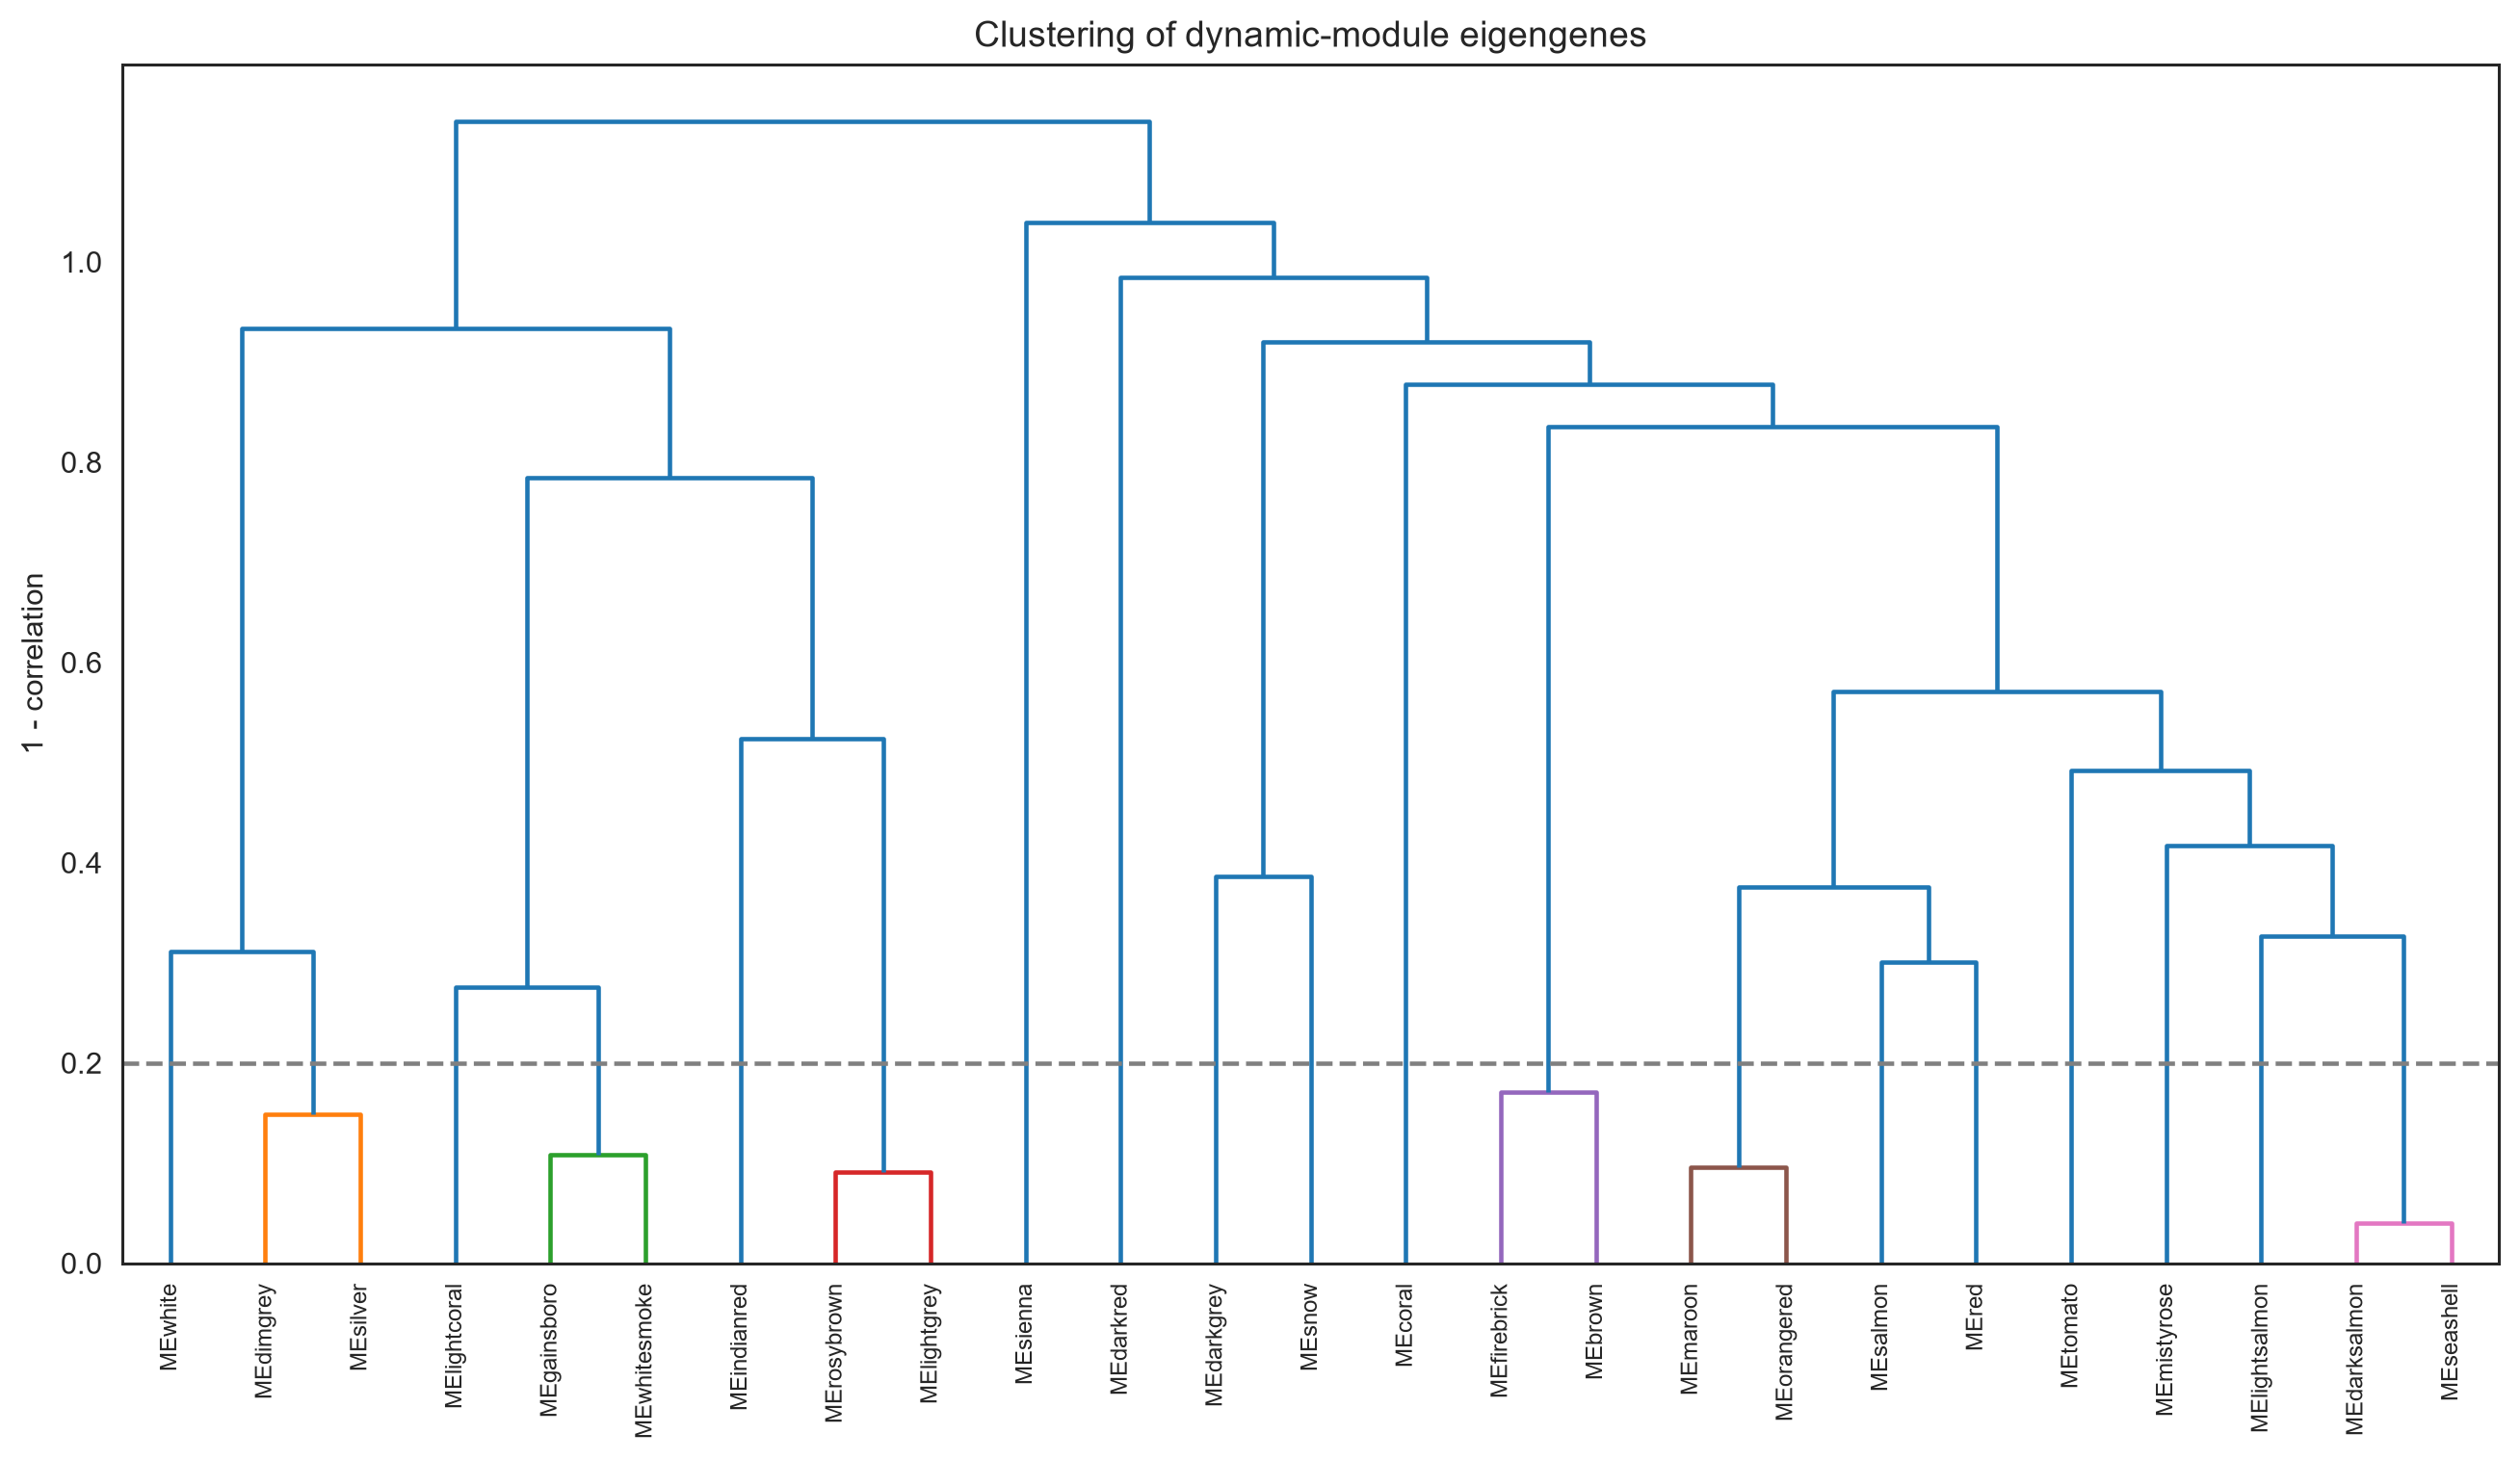 Clustering of dynamic-module eigengenes
1 - correlation
1.0
0.8
0.6
0.4
0.2
0.0
MEwhite
MEdimgrey
MEsilver
MElightcoral
MEgainsboro
MEwhitesmoke
MEindianred
MErosybrown
MElightgrey
MEsienna
MEdarkred
MEdarkgrey
MEsnow
MEcoral
MEfirebrick
MEbrown
MEmaroon
MEorangered
MEsalmon
MEred
MEtomato
MEmistyrose
MElightsalmon
MEdarksalmon
MEseashell